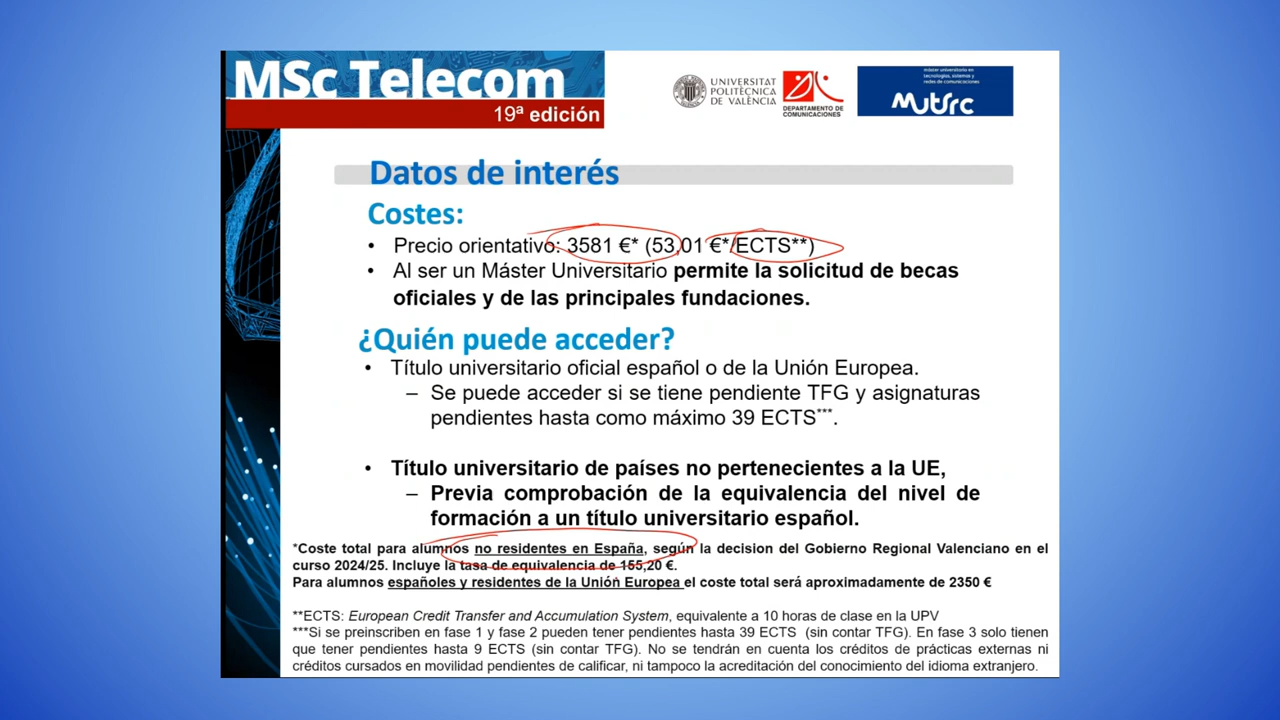 MSc Telecom
19ª edición
UNIVERSITAT
POLITÈCNICA
DE VALÈNCIA
DEPARTAMENTO DE
COMUNICACIONES
máster universitario en
tecnologías, sistemas y
redes de comunicaciones
Mutsrc
Datos de interés
Costes:
• Precio orientativo: 3581 €* (53,01 €*/ECTS**)
• Al ser un Máster Universitario permite la solicitud de becas
oficiales y de las principales fundaciones.
¿Quién puede acceder?
• Título universitario oficial español o de la Unión Europea.
– Se puede acceder si se tiene pendiente TFG y asignaturas
pendientes hasta como máximo 39 ECTS***.
• Título universitario de países no pertenecientes a la UE,
– Previa comprobación de la equivalencia del nivel de
formación a un título universitario español.
*Coste total para alumnos no residentes en España, según la decision del Gobierno Regional Valenciano en el
curso 2024/25. Incluye la tasa de equivalencia de 155,20 €.
Para alumnos españoles y residentes de la Unión Europea el coste total será aproximadamente de 2350 €
**ECTS: European Credit Transfer and Accumulation System, equivalente a 10 horas de clase en la UPV
***Si se preinscriben en fase 1 y fase 2 pueden tener pendientes hasta 39 ECTS (sin contar TFG). En fase 3 solo tienen
que tener pendientes hasta 9 ECTS (sin contar TFG). No se tendrán en cuenta los créditos de prácticas externas ni
créditos cursados en movilidad pendientes de calificar, ni tampoco la acreditación del conocimiento del idioma extranjero.